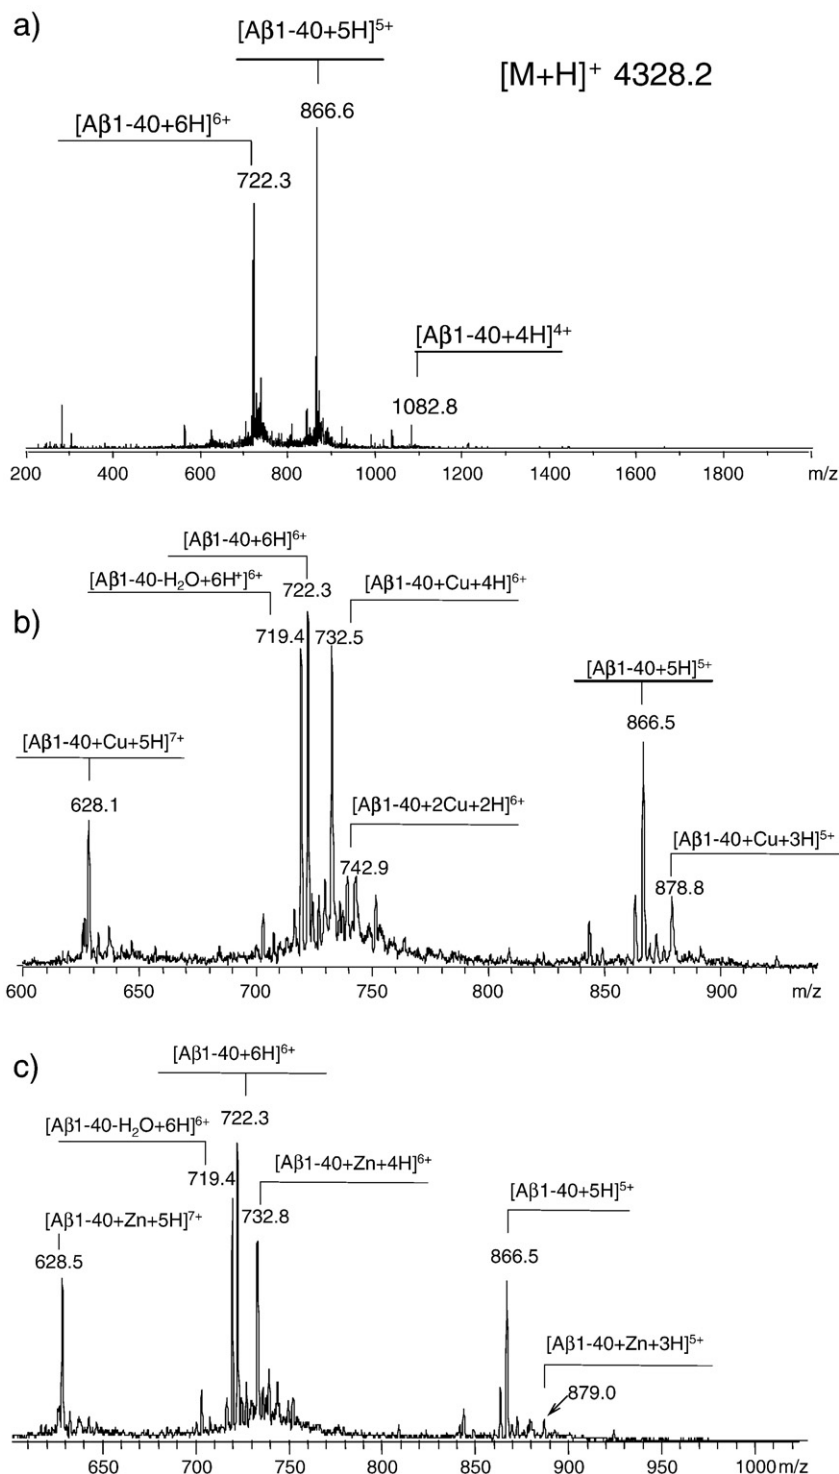 a)
[Aβ1-40+5H]5+
[M+H]+ 4328.2
866.6
[Aβ1-40+6H]6+
722.3
[Aβ1-40+4H]4+
1082.8
200 400 600 800 1000 1200 1400 1600 1800 m/z
b)
[Aβ1-40+6H]6+
[Aβ1-40-H2O+6H+]6+
722.3
[Aβ1-40+Cu+4H]6+
719.4 732.5
[Aβ1-40+5H]5+
866.5
[Aβ1-40+Cu+5H]7+
628.1
[Aβ1-40+2Cu+2H]6+
742.9
[Aβ1-40+Cu+3H]5+
878.8
600 650 700 750 800 850 900 m/z
c)
[Aβ1-40+6H]6+
722.3
[Aβ1-40-H2O+6H]6+
719.4
[Aβ1-40+Zn+4H]6+
732.8
[Aβ1-40+5H]5+
[Aβ1-40+Zn+5H]7+
628.5
866.5
[Aβ1-40+Zn+3H]5+
879.0
650 700 750 800 850 900 950 1000m/z